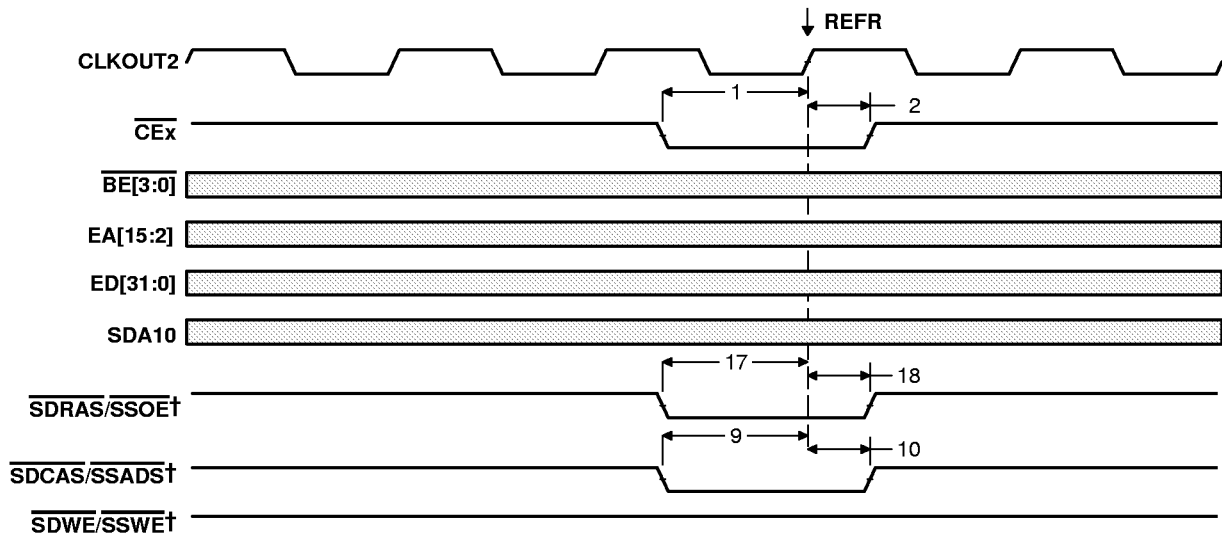 REFR
CLKOUT2
1
2
CEx
BE[3:0]
EA[15:2]
ED[31:0]
SDA10
17
18
SDRAS/SSOE†
9
10
SDCAS/SSADS†
SDWE/SSWE†